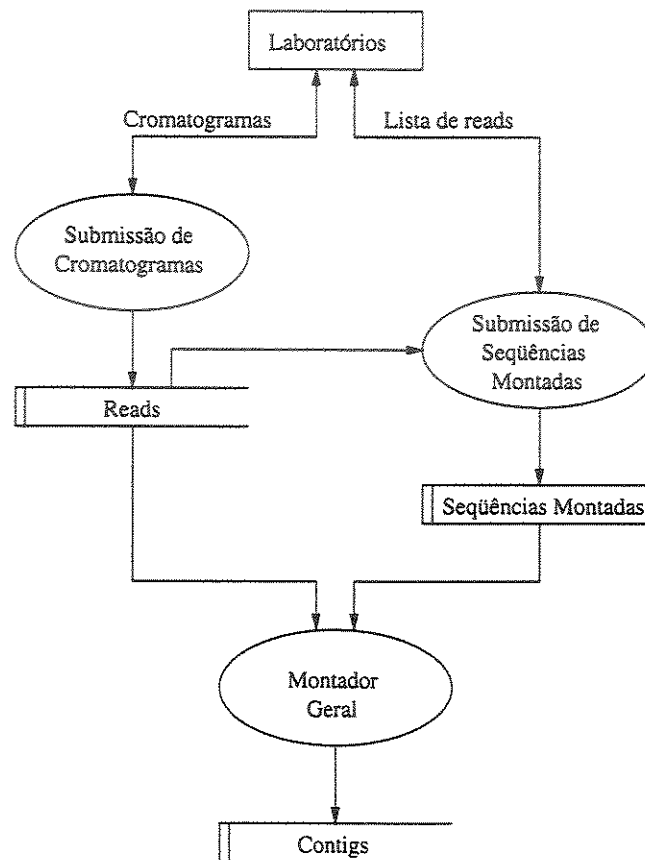 Laboratórios
Cromatogramas
Lista de reads
Submissão de
Cromatogramas
Submissão de
Seqüências
Montadas
Reads
Seqüências Montadas
Montador
Geral
Contigs